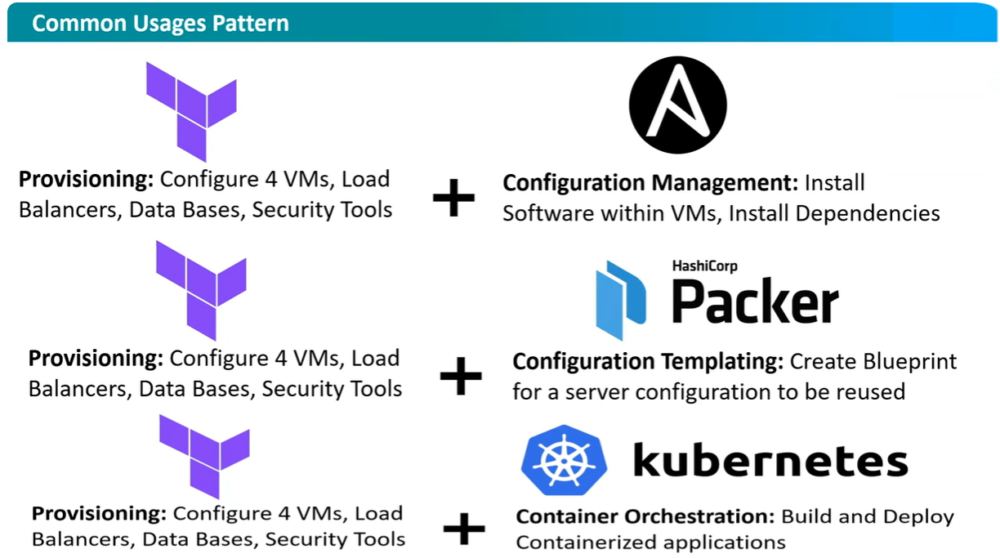 Common Usages Pattern
Provisioning: Configure 4 VMs, Load
Balancers, Data Bases, Security Tools
+
Configuration Management: Install
Software within VMs, Install Dependencies
Provisioning: Configure 4 VMs, Load
Balancers, Data Bases, Security Tools
+
HashiCorp
Packer
Configuration Templating: Create Blueprint
for a server configuration to be reused
Provisioning: Configure 4 VMs, Load
Balancers, Data Bases, Security Tools
+
kubernetes
Container Orchestration: Build and Deploy
Containerized applications